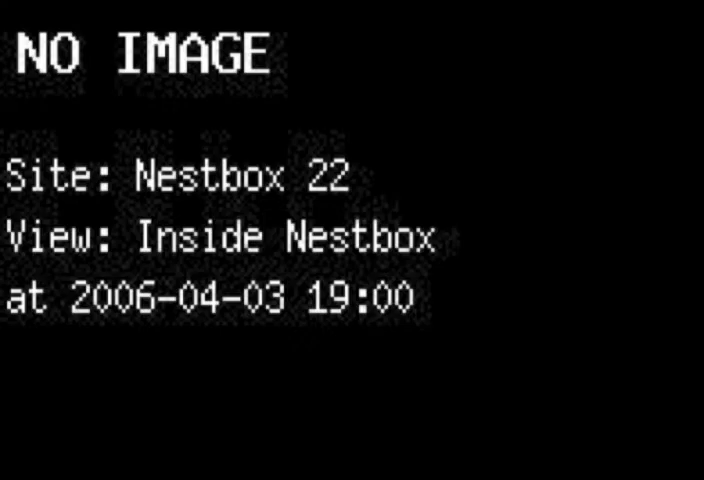 NO IMAGE
Site: Nestbox 22
View: Inside Nestbox
at 2006-04-03 19:00